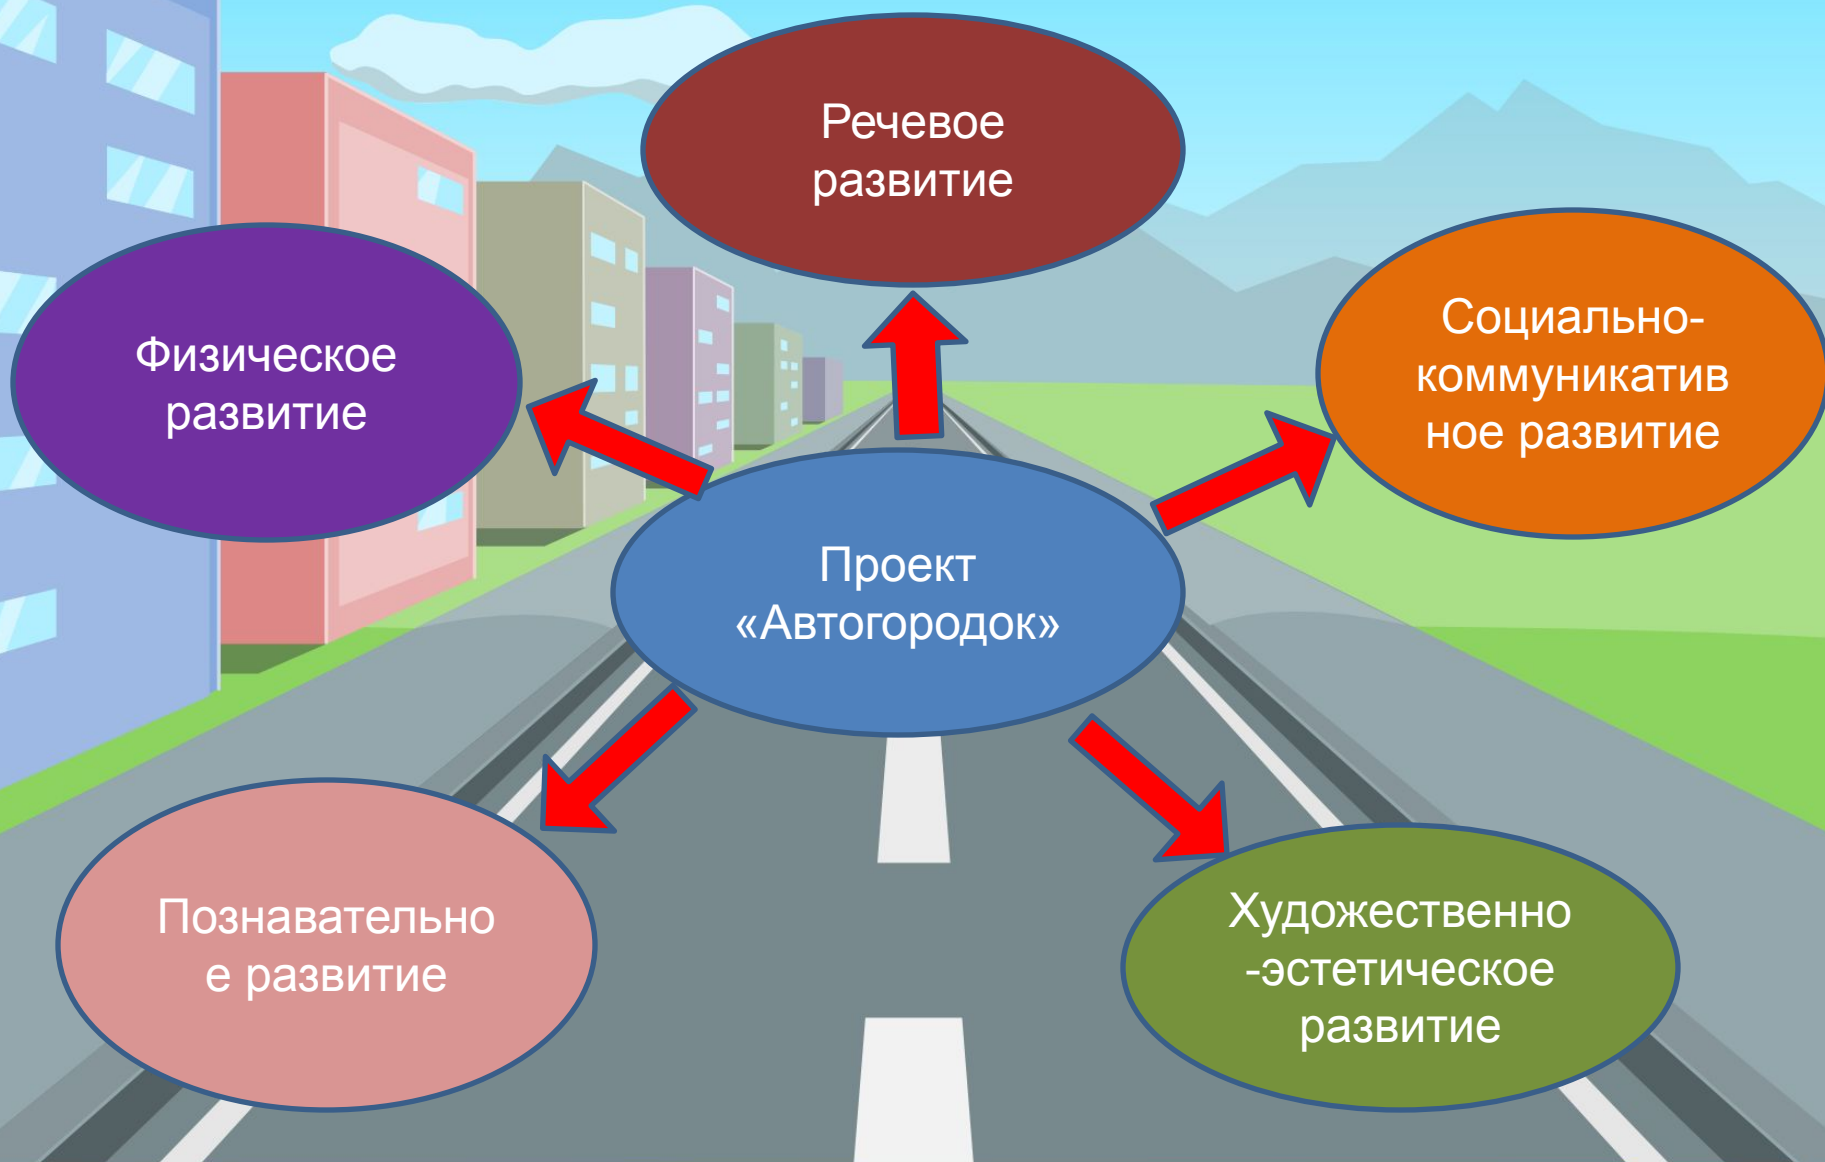 Речевое
развитие
Социально-
коммуникатив
ное развитие
Физическое
развитие
Проект
«Автогородок»
Познавательно
е развитие
Художественно
-эстетическое
развитие